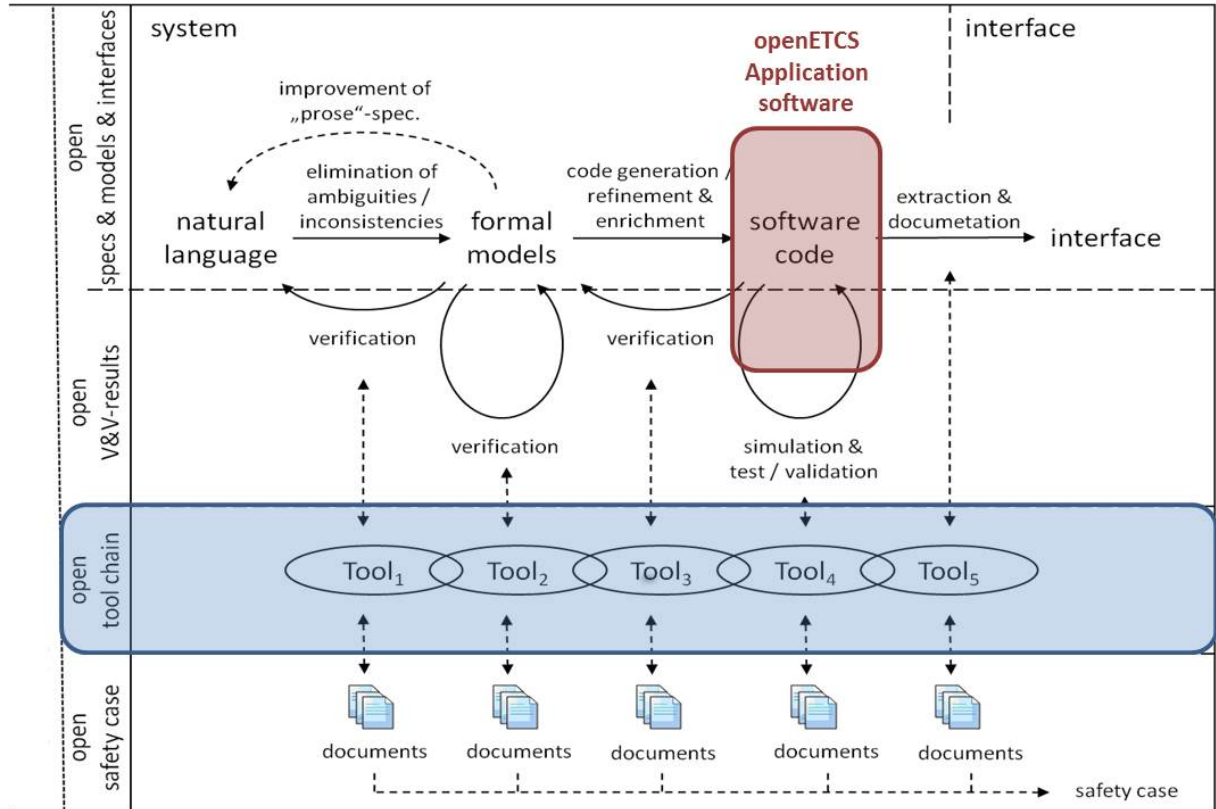 system
openETCS
Application
software
interface
open
specs & models & interfaces
improvement of
„prose“-spec.
elimination of
ambiguities /
inconsistencies
code generation /
refinement &
enrichment
extraction &
documetation
natural
language
formal
models
software
code
interface
open
V&V-results
verification
verification
verification
simulation &
test / validation
open
tool chain
Tool₁
Tool₂
Tool₃
Tool₄
Tool₅
open
safety case
documents
documents
documents
documents
documents
safety case